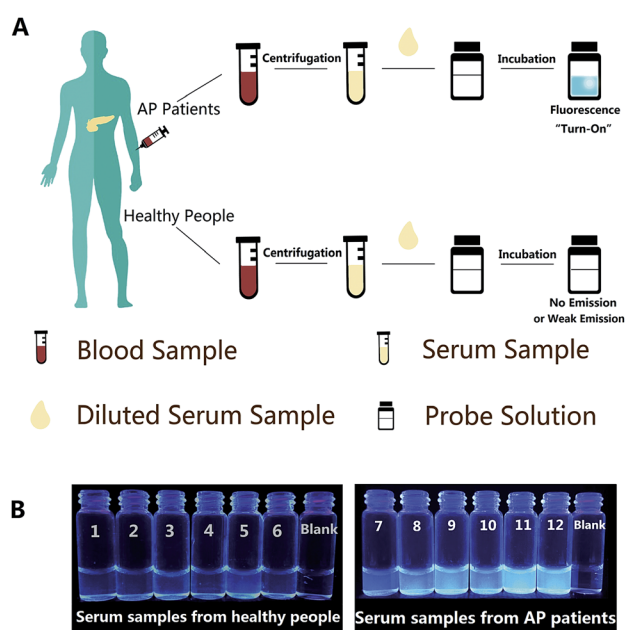 A
Centrifugation
Incubation
AP Patients
Fluorescence
"Turn-On"
Healthy People
Centrifugation
Incubation
No Emission
or Weak Emission
Blood Sample
Serum Sample
Diluted Serum Sample
Probe Solution
B
1 2 3 4 5 6 Blank
Serum samples from healthy people
7 8 9 10 11 12 Blank
Serum samples from AP patients